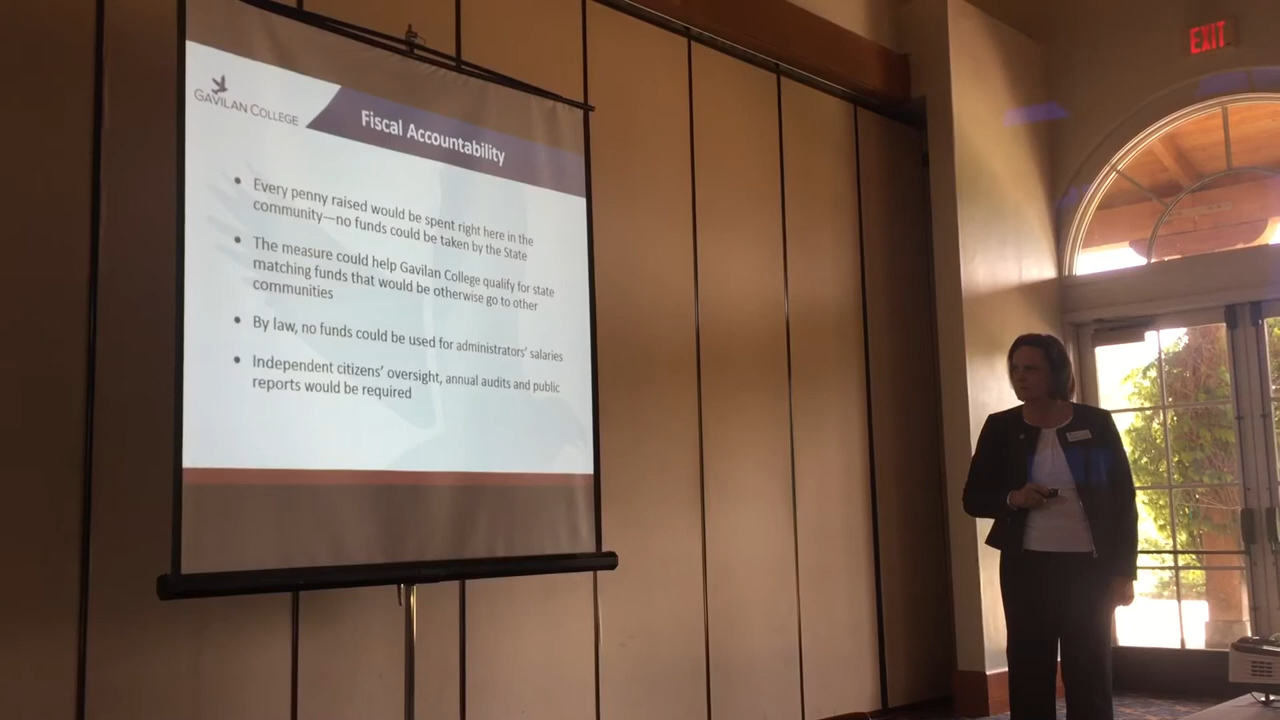 EXIT
GAVILAN COLLEGE
Fiscal Accountability
• Every penny raised would be spent right here in the
community—no funds could be taken by the State
• The measure could help Gavilan College qualify for state
matching funds that would be otherwise go to other
communities
• By law, no funds could be used for administrators' salaries
• Independent citizens' oversight, annual audits and public
reports would be required